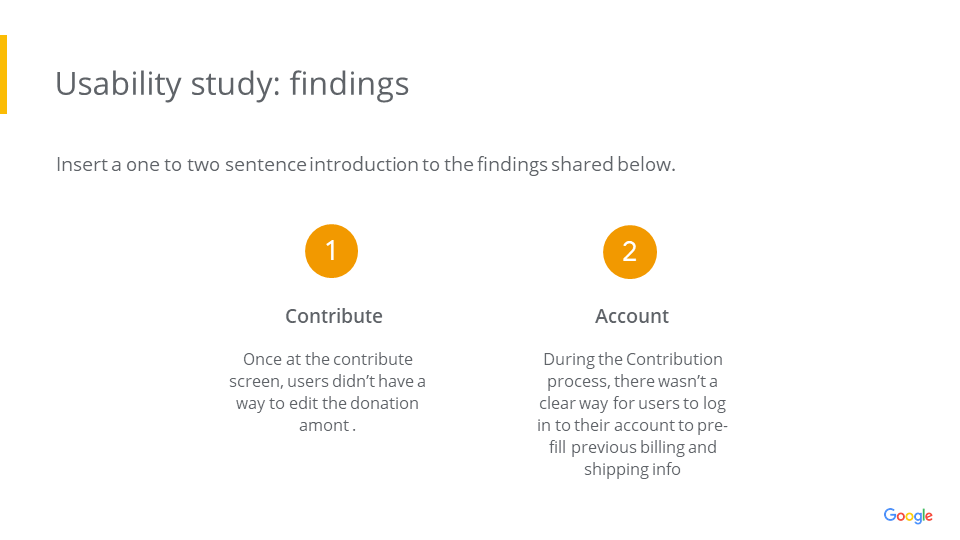 Usability study: findings
Insert a one to two sentence introduction to the findings shared below.
1
2
Contribute
Once at the contribute
screen, users didn’t have a
way to edit the donation
amont .
Account
During the Contribution
process, there wasn’t a
clear way for users to log
in to their account to pre-
fill previous billing and
shipping info
Google